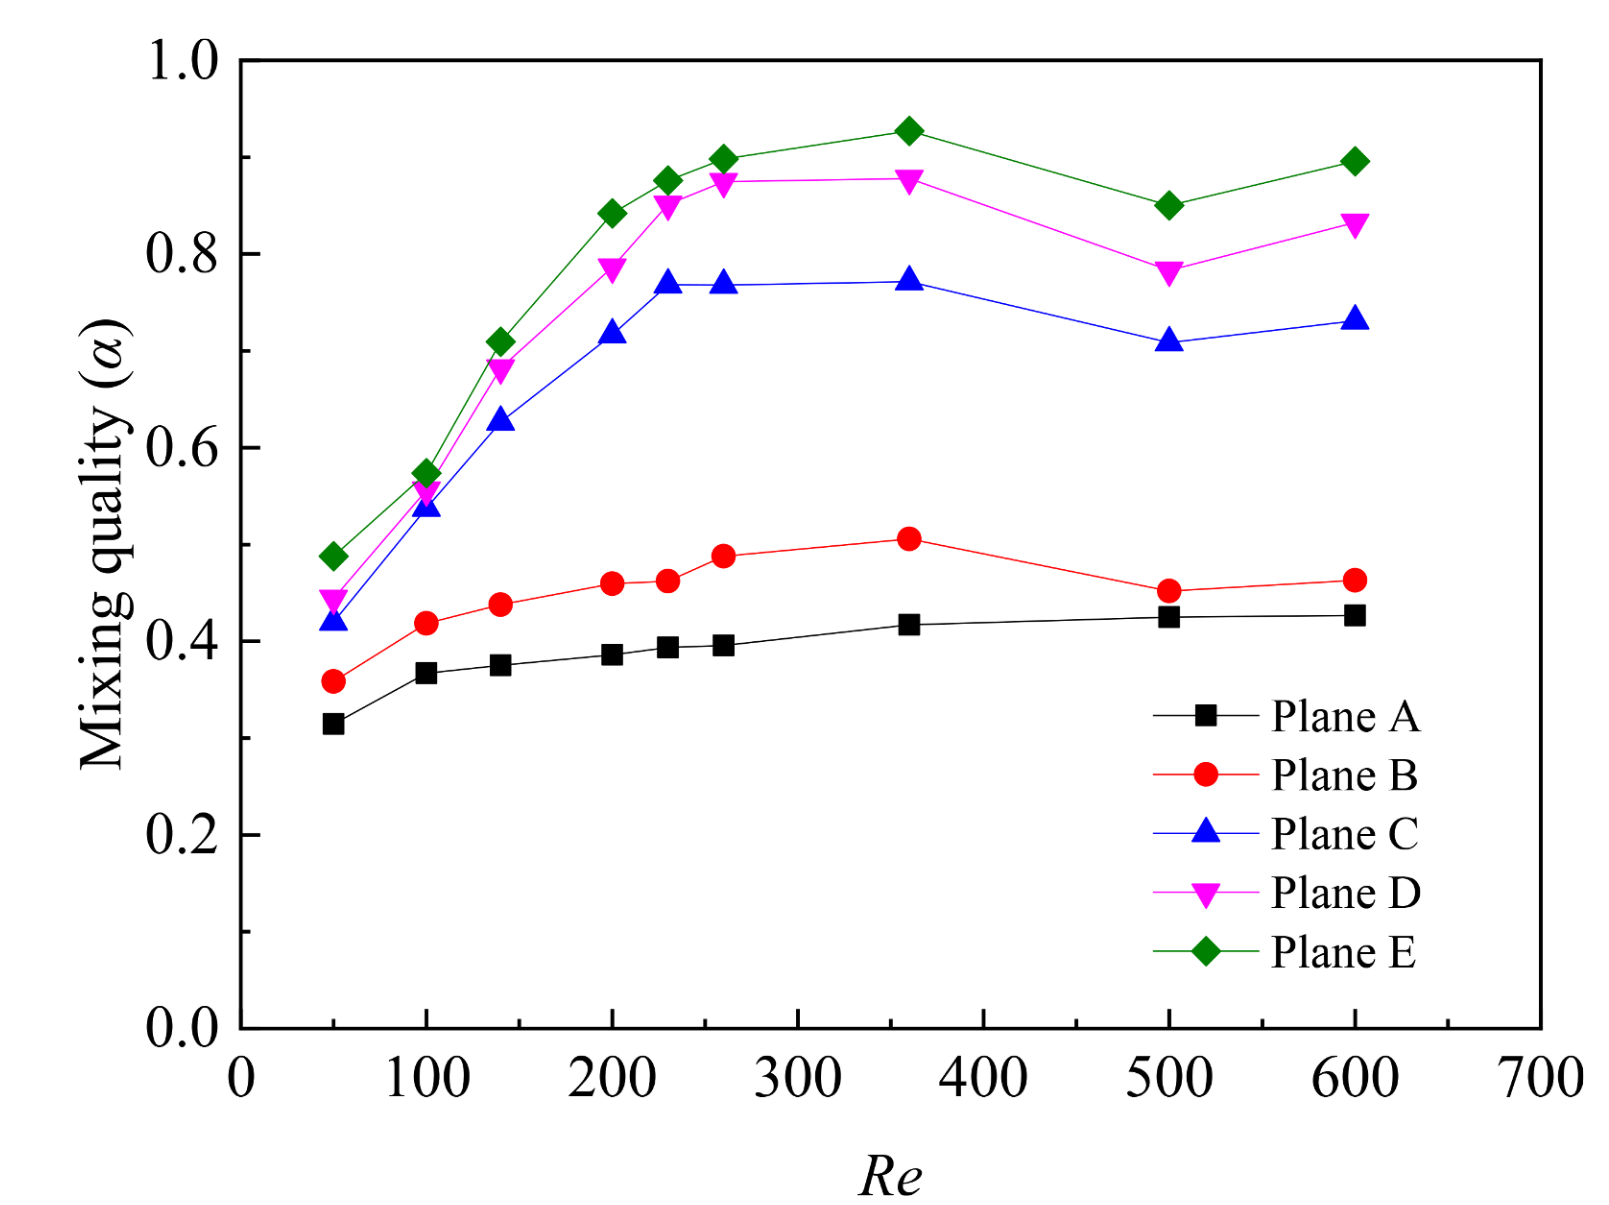 1.0
0.8
0.6
0.4
0.2
0.0
Mixing quality (α)
Plane A
Plane B
Plane C
Plane D
Plane E
0 100 200 300 400 500 600 700
Re